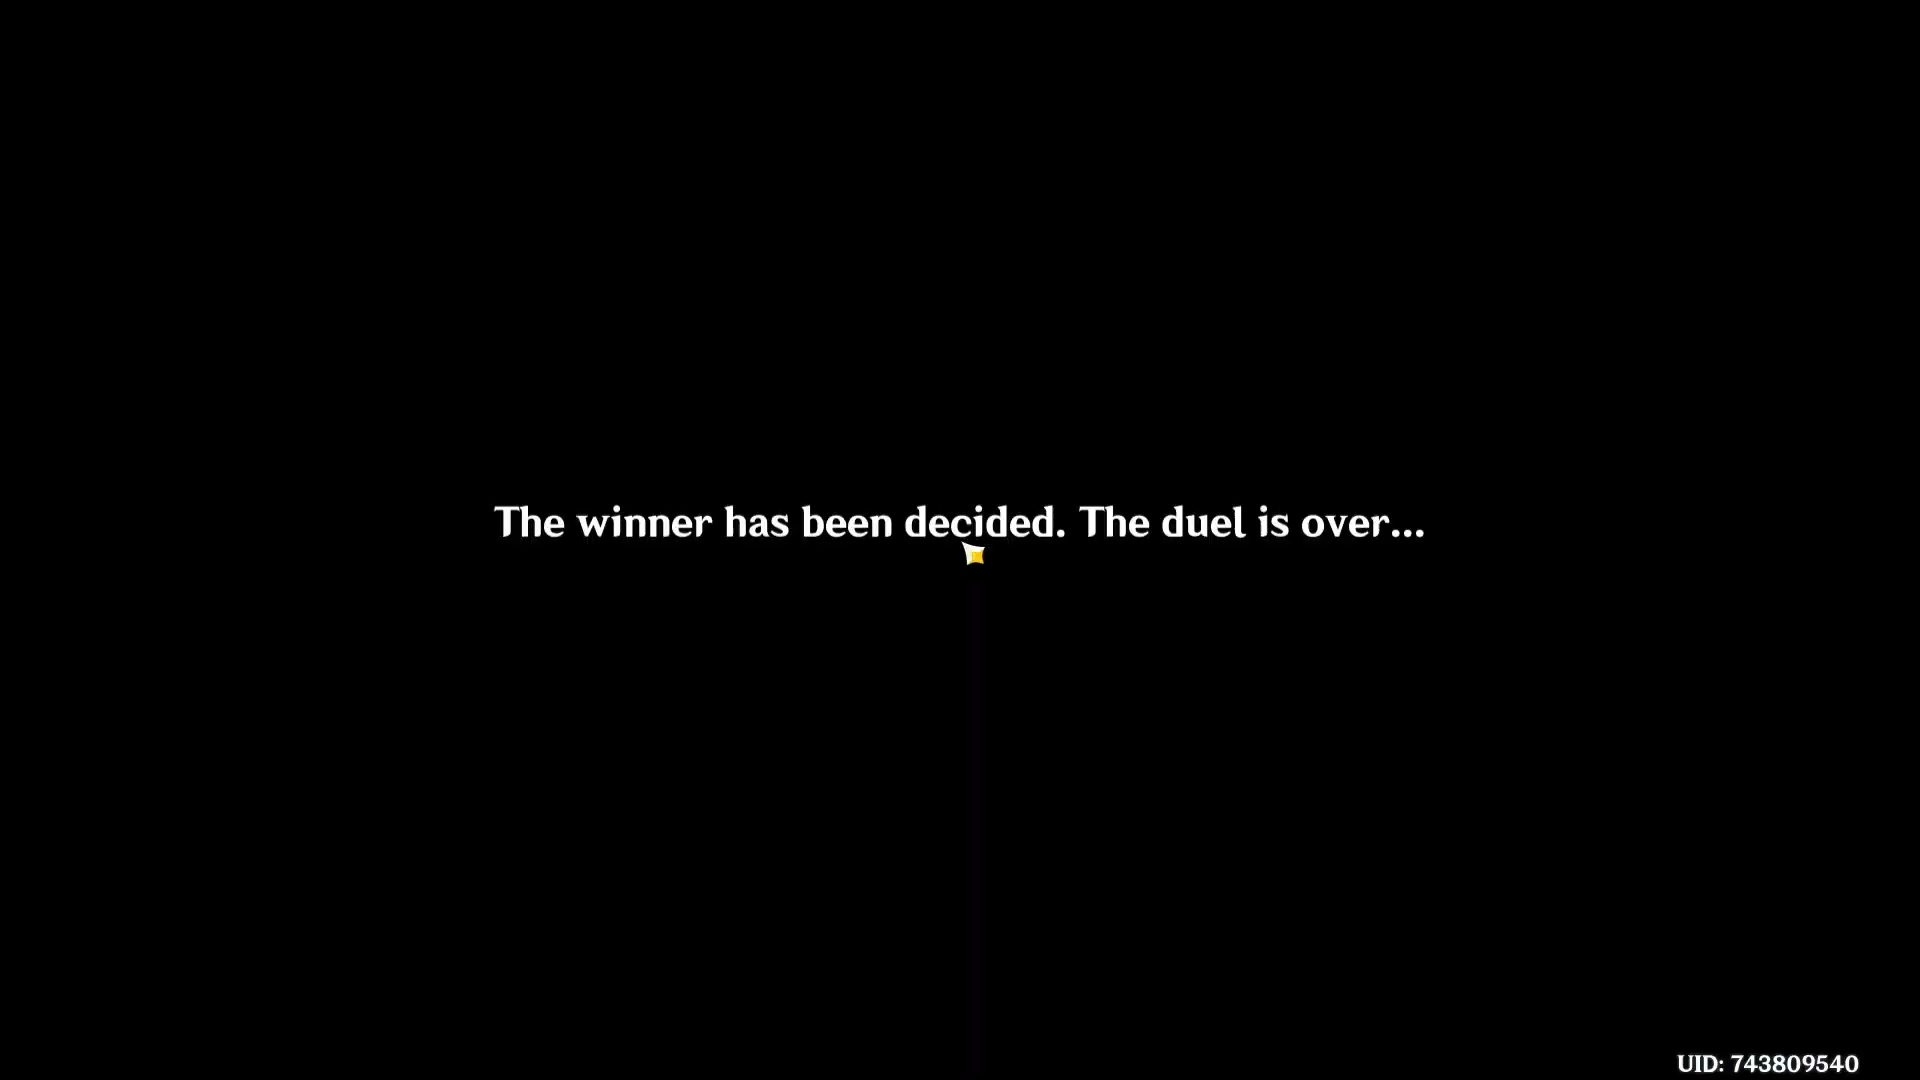 The winner has been decided. The duel is over...
UID: 743809540